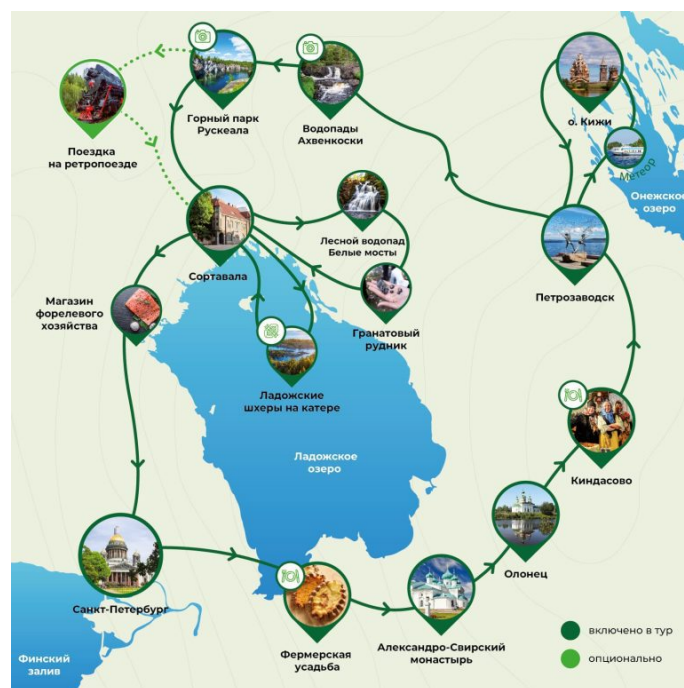 Горный парк
Рускеала
Водопады
Ахвенкоски
о. Кижи
Поездка
на ретропоезде
Метеор
Онежское
озеро
Лесной водопад
Белые мосты
Сортавала
Петрозаводск
Магазин
форелевого
хозяйства
Гранатовый
рудник
Ладожские
шхеры на катере
Ладожское
озеро
Киндасово
Олонец
Санкт-Петербург
Фермерская
усадьба
Александро-Свирский
монастырь
включено в тур
опционально
Финский
залив